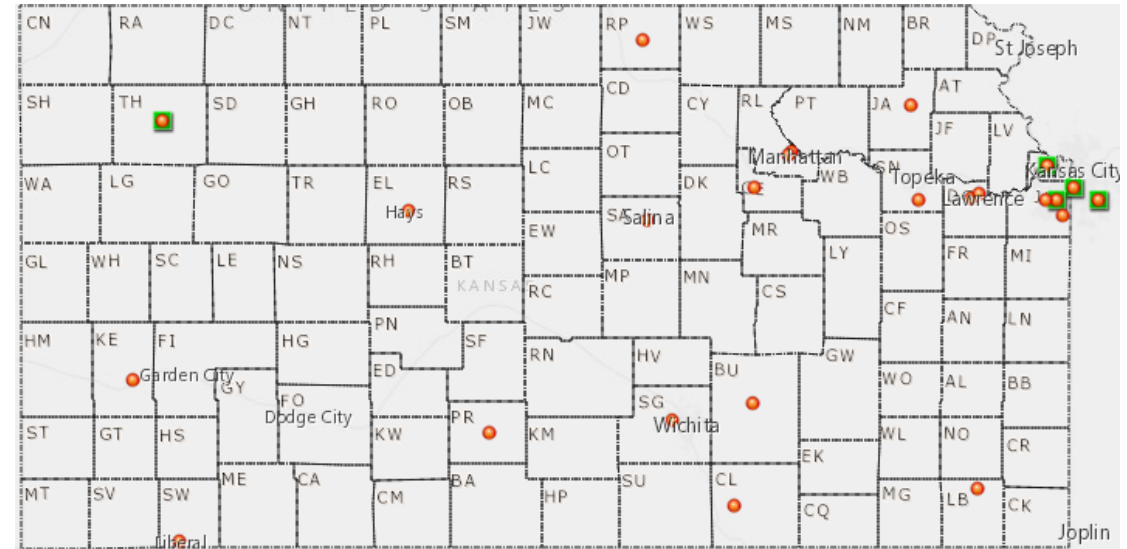 UNITED STATES
CN RA DC NT PL SM JW RP WS MS NM BR DP
St Joseph
SH TH SD GH RO OB MC CD CY RL PT JA AT
JF LV
OT
Manhattan
Kansas City
WA LG GO TR EL RS LC DK GE WB SN
Topeka
Hays
SA Salina
Lawrence
EW MR OS
GL WH SC LE NS RH BT
KANSA
RC MP MN CS LY FR MI
HM KE FI HG PN SF CF AN LN
RN HV GW
Garden City
GY ED BU WO AL BB
FO
Dodge City
PR SG
Wichita
ST GT HS KW KM WL NO CR
EK
MT SV SW ME CA CM BA HP SU CL CQ MG LB CK
Liberal
Joplin